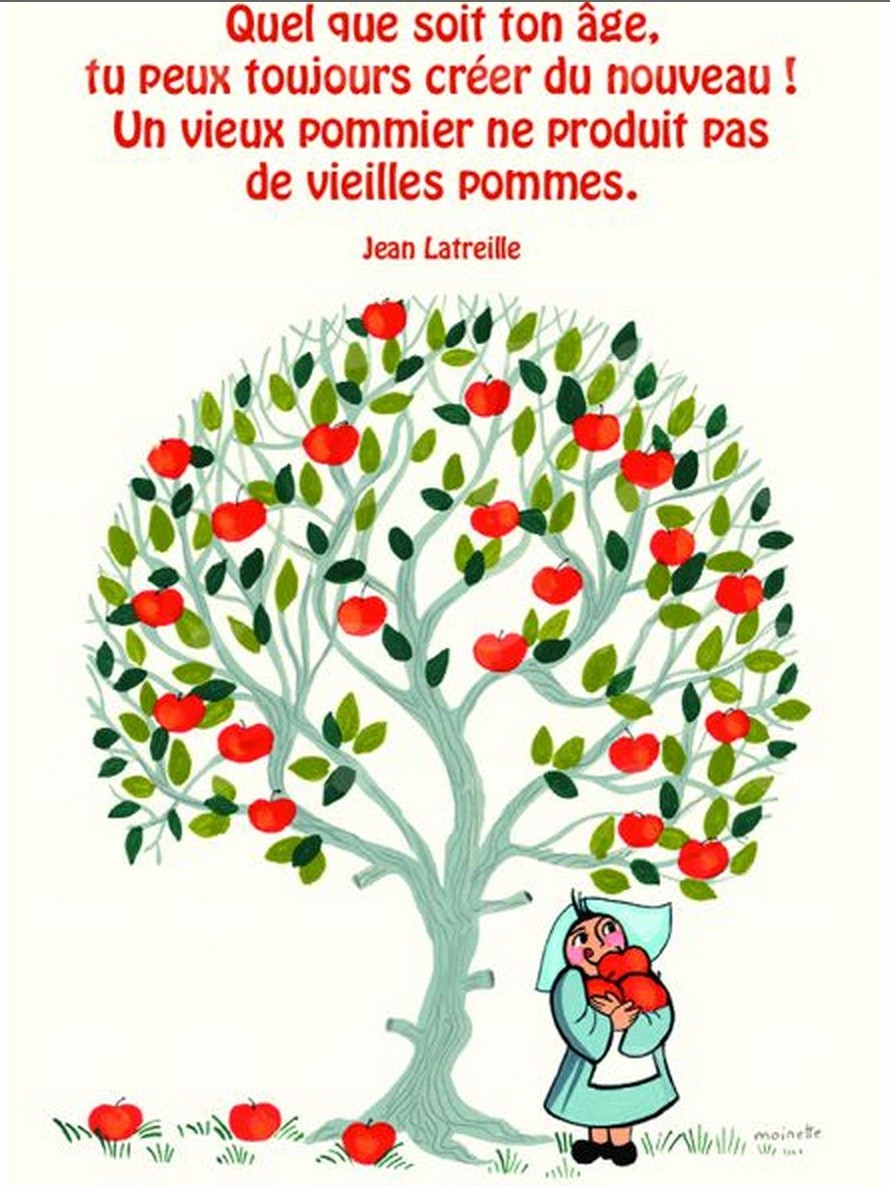 Quel que soit ton âge,
tu peux toujours créer du nouveau !
Un vieux pommier ne produit pas
de vieilles pommes.
Jean Latreille
moinette